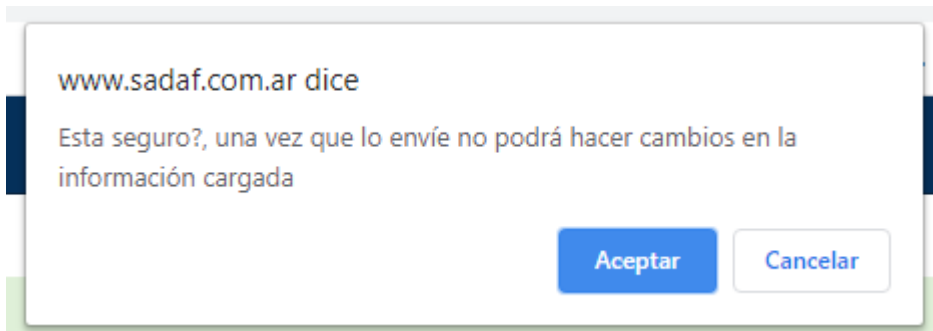 www.sadaf.com.ar dice
Esta seguro?, una vez que lo envíe no podrá hacer cambios en la
información cargada
Aceptar
Cancelar